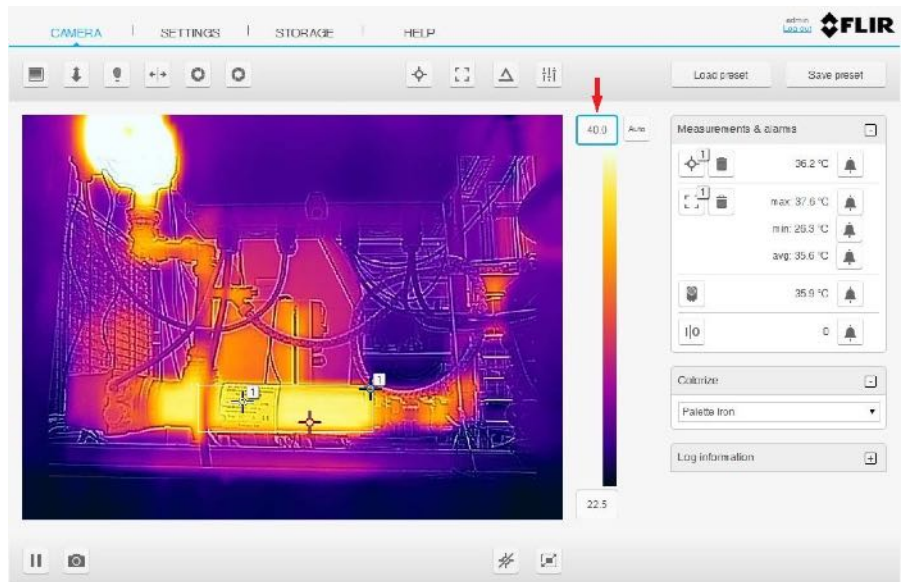 CAMERA SETTINGS STORAGE HELP
admin
Log out
FLIR
Load preset Save preset
40.0 Auto
Measurements & alarms
1 36.2 °C
1 max: 37.6 °C
min: 26.3 °C
avg: 35.6 °C
35.9 °C
I|O 0
Colorize
Palette Iron
Log information
1
1
22.5